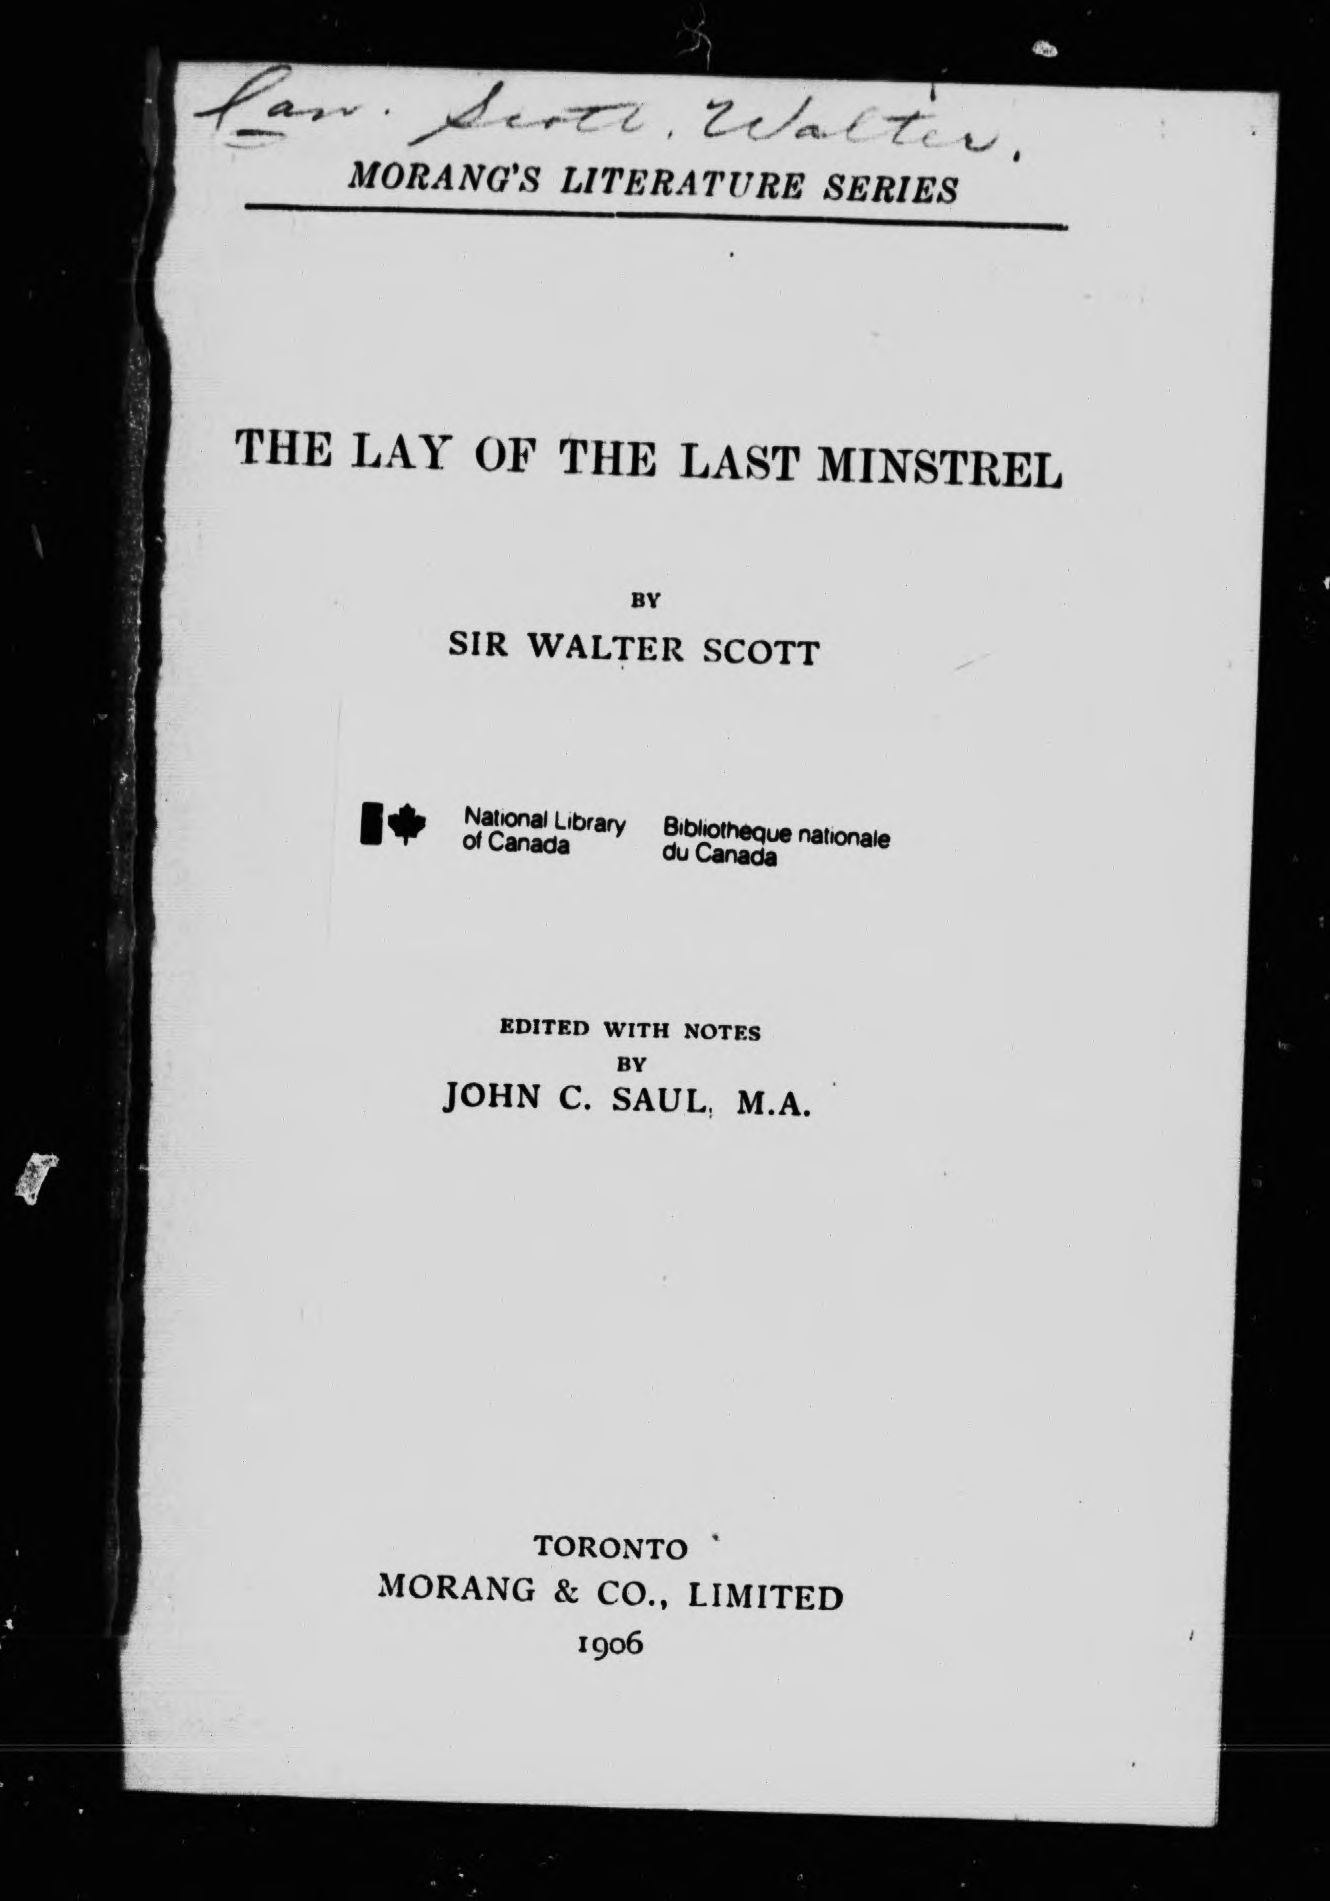 Can. Scott, Walter.
MORANG'S LITERATURE SERIES
THE LAY OF THE LAST MINSTREL
BY
SIR WALTER SCOTT
National Library of Canada
Bibliothèque nationale du Canada
EDITED WITH NOTES
BY
JOHN C. SAUL, M.A.
TORONTO
MORANG & CO., LIMITED
1906